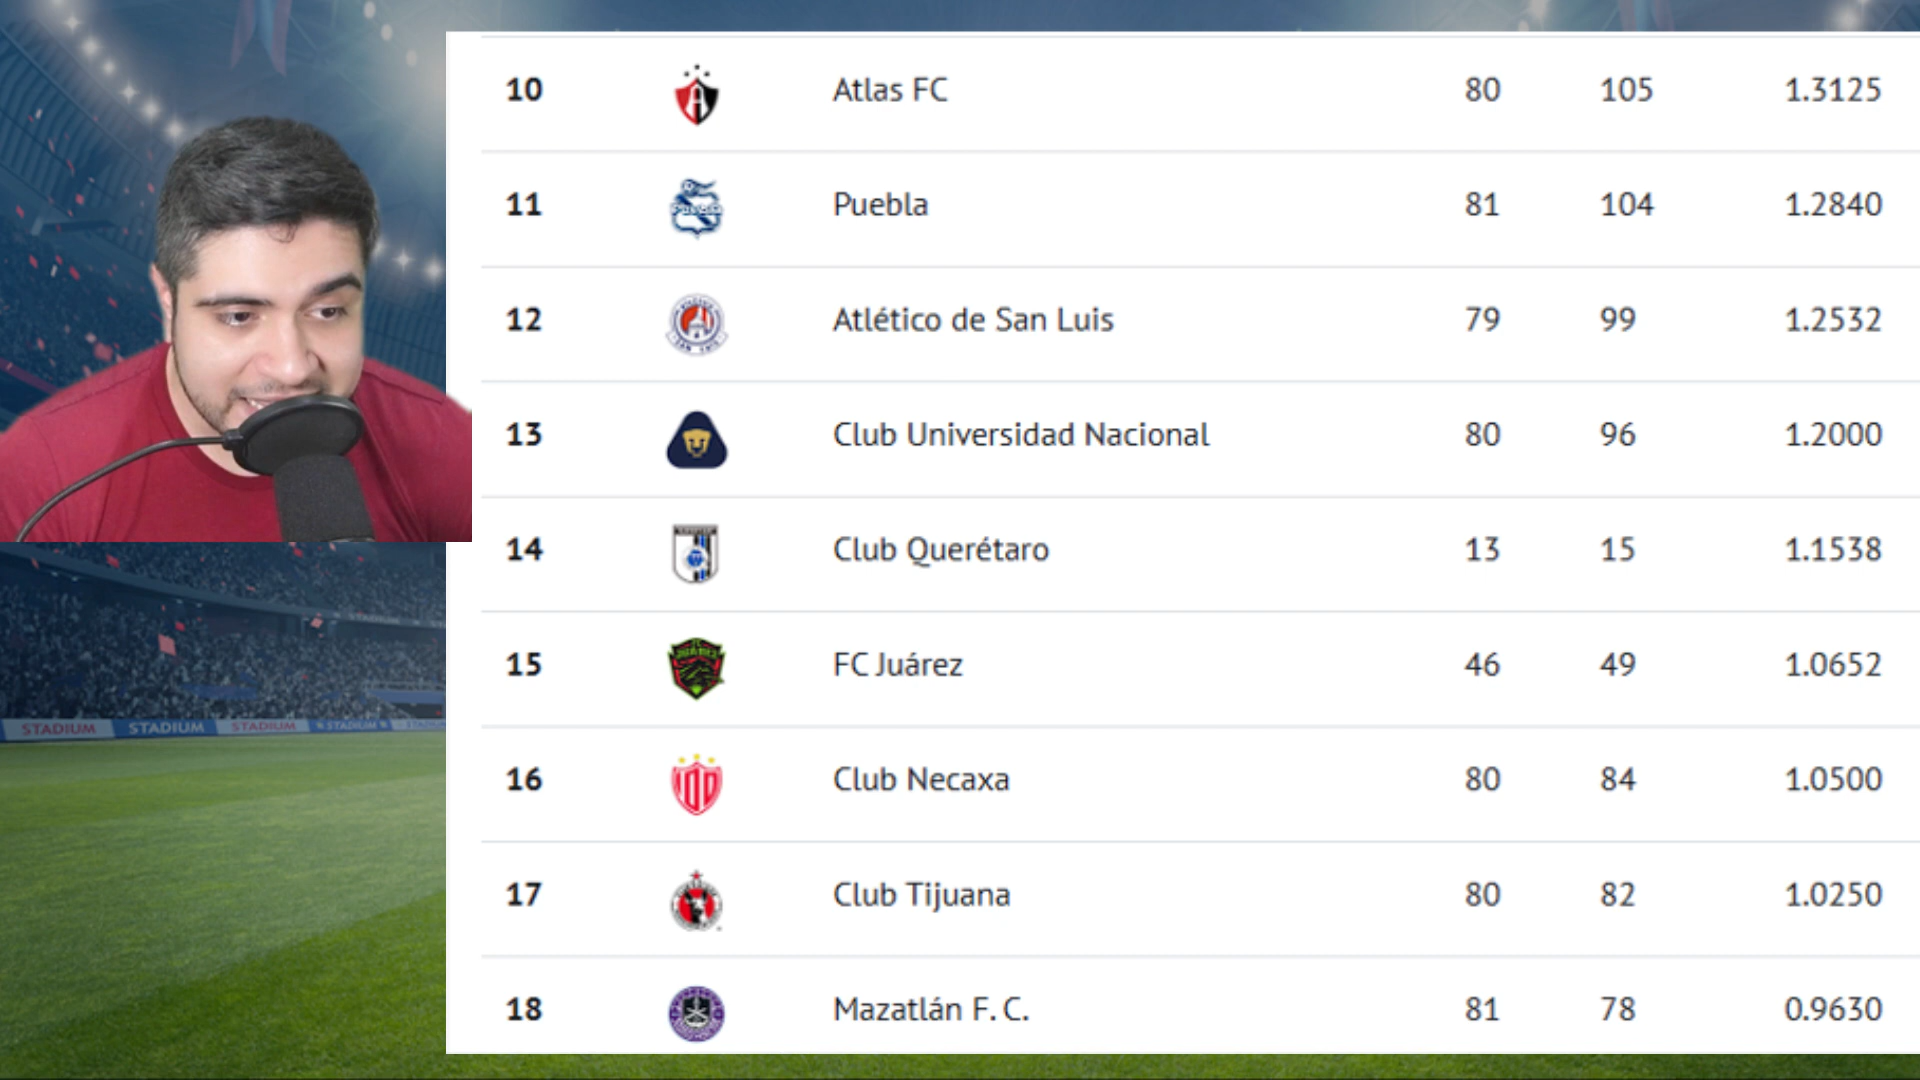 10 Atlas FC 80 105 1.3125
11 Puebla 81 104 1.2840
12 Atlético de San Luis 79 99 1.2532
13 Club Universidad Nacional 80 96 1.2000
14 Club Querétaro 13 15 1.1538
15 FC Juárez 46 49 1.0652
16 Club Necaxa 80 84 1.0500
17 Club Tijuana 80 82 1.0250
18 Mazatlán F. C. 81 78 0.9630
STADIUM STADIUM STADIUM STADIUM STADIUM